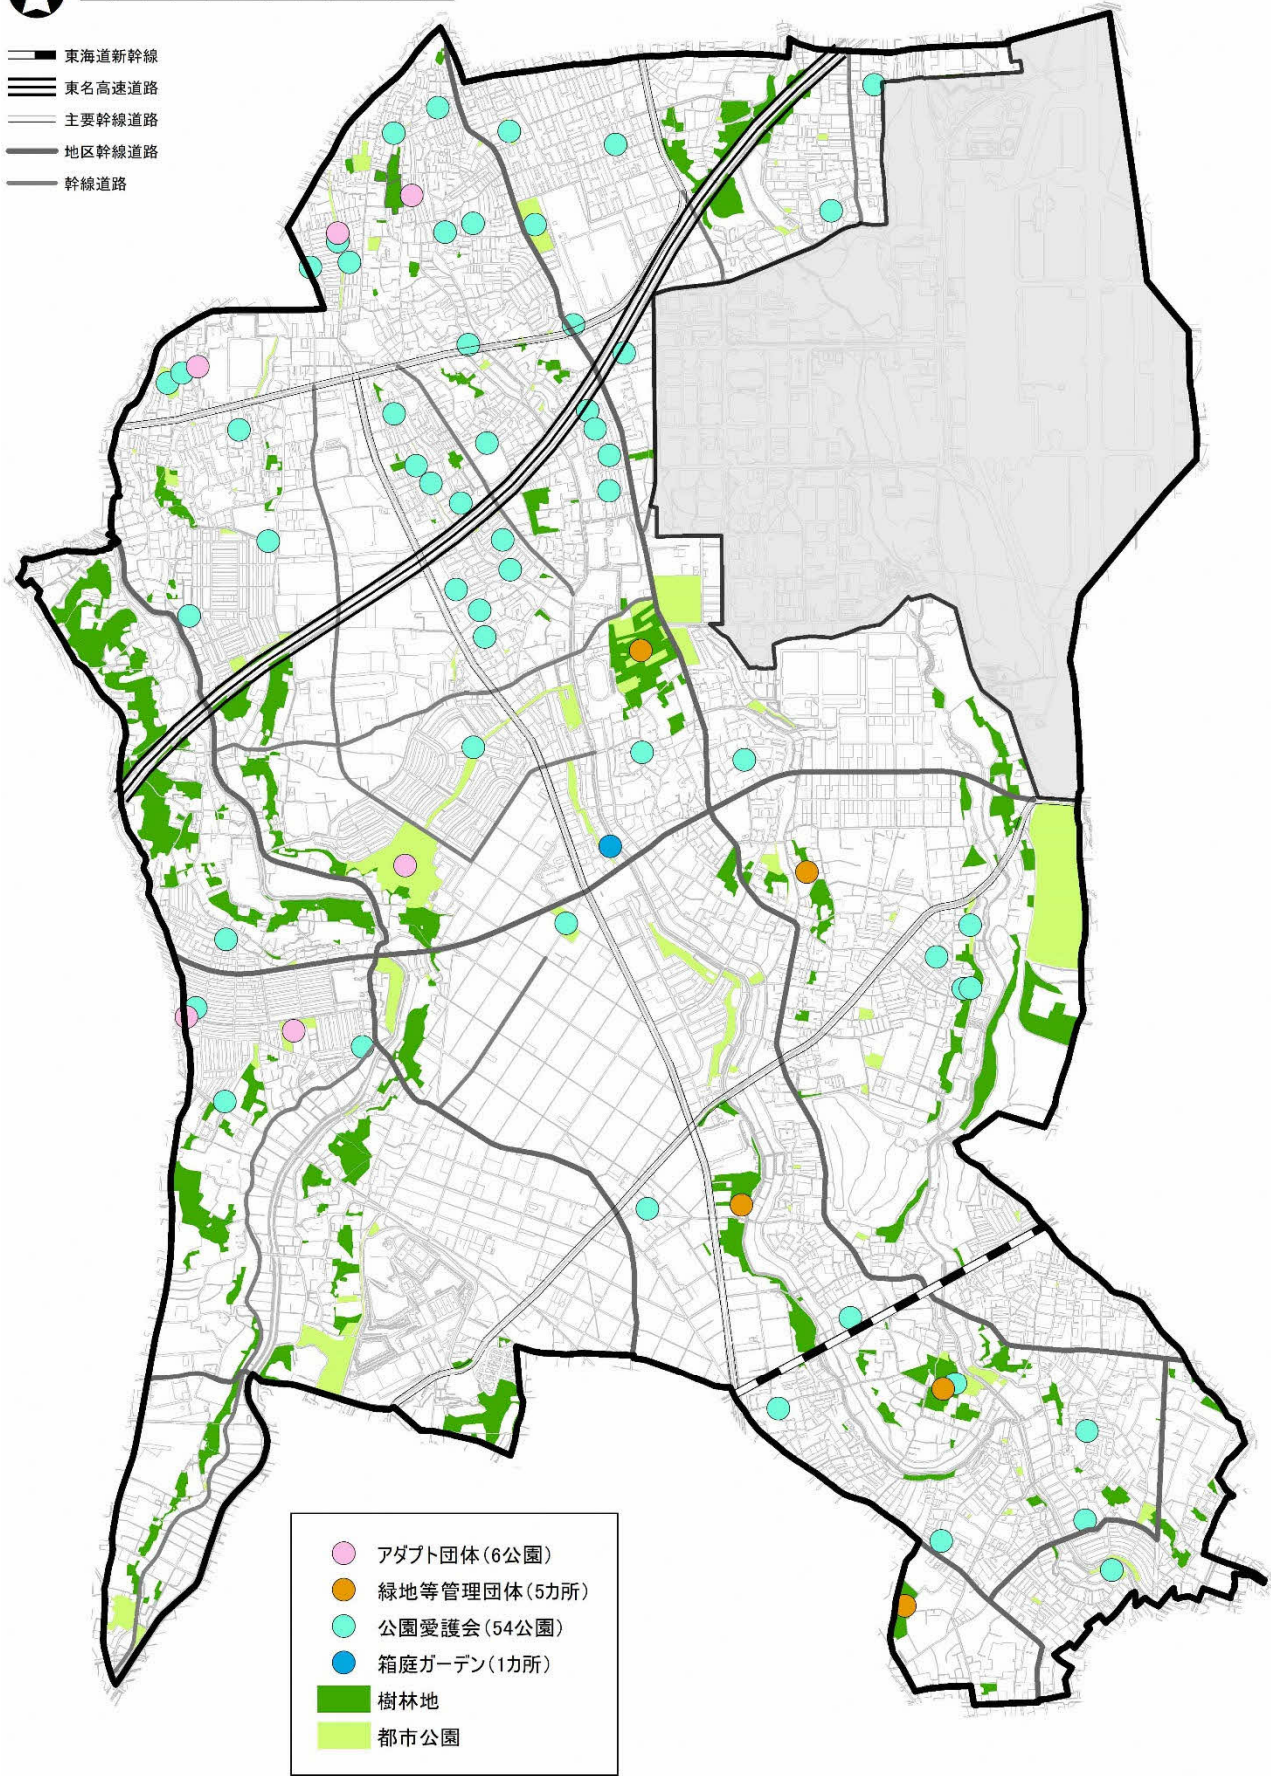 東海道新幹線
東名高速道路
主要幹線道路
地区幹線道路
幹線道路
アダプト団体(6公園)
緑地等管理団体(5カ所)
公園愛護会(54公園)
箱庭ガーデン(1カ所)
樹林地
都市公園